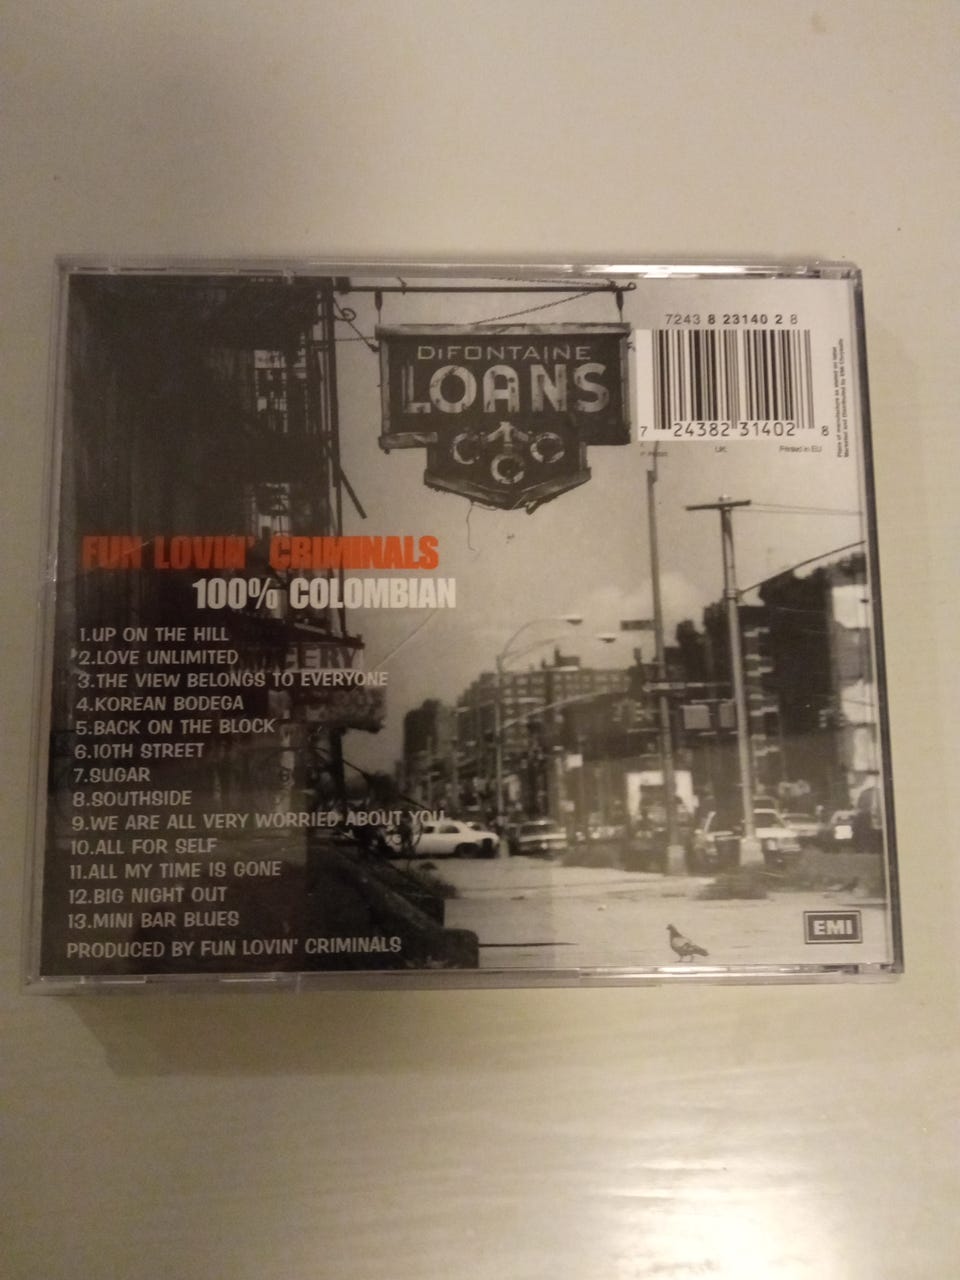 7243 8 23140 2 8
DIFONTAINE
LOANS
7 24382 31402 8
UK:
Printed in EU
FUN LOVIN' CRIMINALS
100% COLOMBIAN
1.UP ON THE HILL
2.LOVE UNLIMITED
3.THE VIEW BELONGS TO EVERYONE
4.KOREAN BODEGA
5.BACK ON THE BLOCK
6.10TH STREET
7.SUGAR
8.SOUTHSIDE
9.WE ARE ALL VERY WORRIED ABOUT YOU
10.ALL FOR SELF
11.ALL MY TIME IS GONE
12.BIG NIGHT OUT
13.MINI BAR BLUES
PRODUCED BY FUN LOVIN' CRIMINALS
EMI